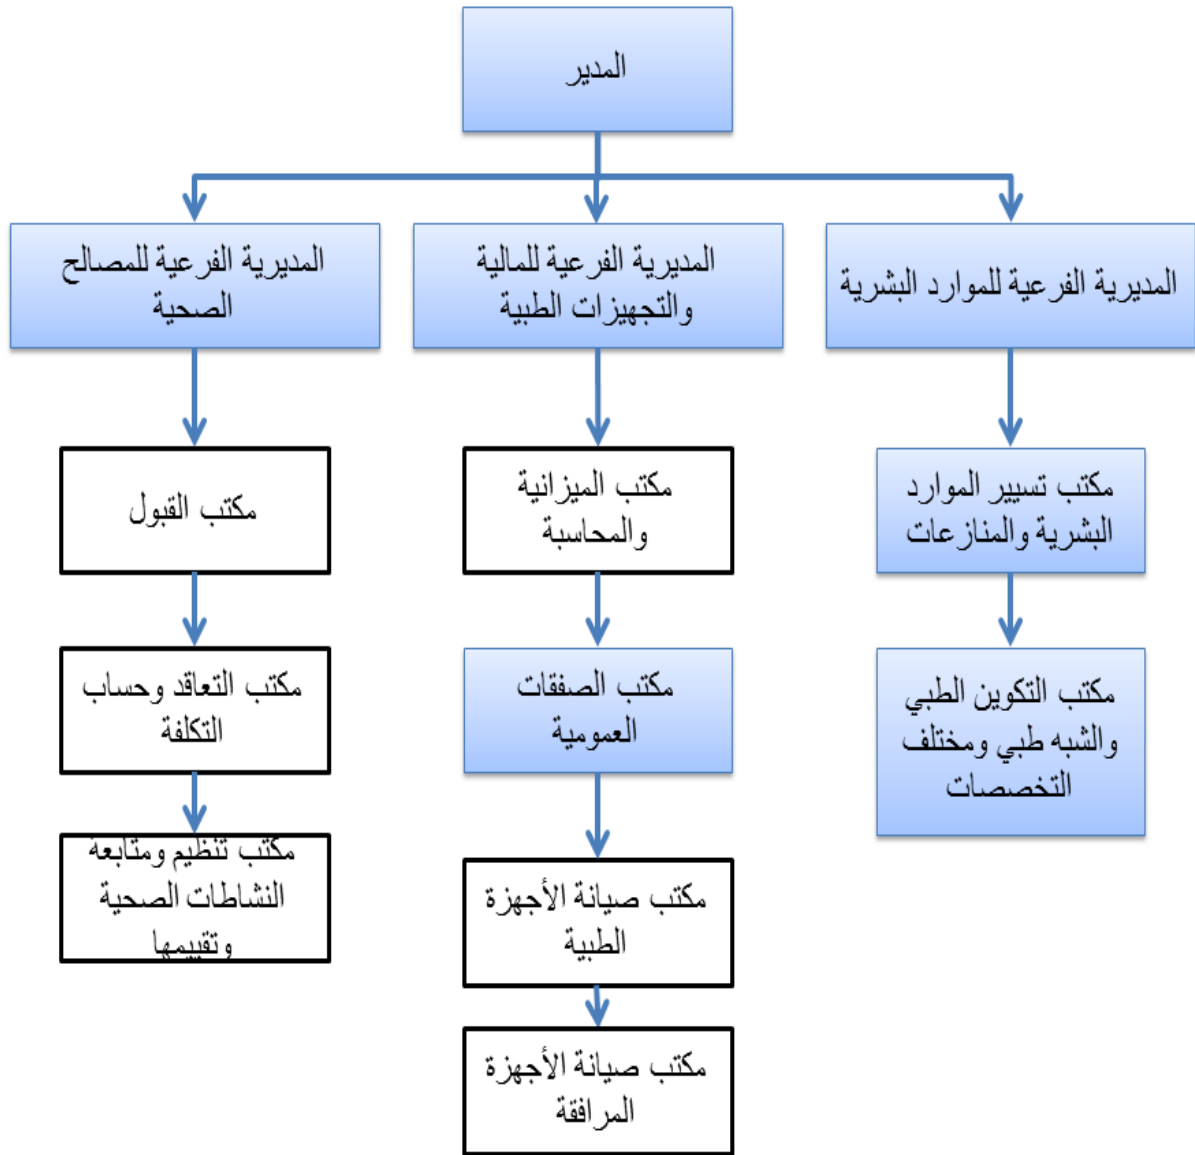 المدير
المديرية الفرعية للموارد البشرية
المديرية الفرعية للمالية
والتجهيزات الطبية
المديرية الفرعية للمصالح
الصحية
مكتب تسيير الموارد
البشرية والمنازعات
مكتب الميزانية
والمحاسبة
مكتب القبول
مكتب التكوين الطبي
والشبه طبي ومختلف
التخصصات
مكتب الصفقات
العمومية
مكتب التعاقد وحساب
التكلفة
مكتب صيانة الأجهزة
الطبية
مكتب تنظيم ومتابعة
النشاطات الصحية
وتقييمها
مكتب صيانة الأجهزة
المرافقة